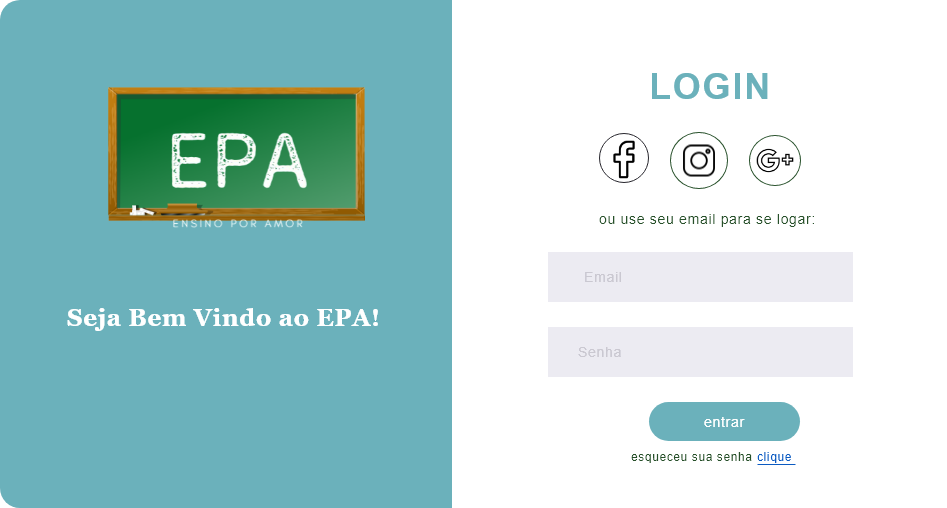 EPA
ENSINO POR AMOR
Seja Bem Vindo ao EPA!
LOGIN
ou use seu email para se logar:
Email
Senha
entrar
esqueceu sua senha clique